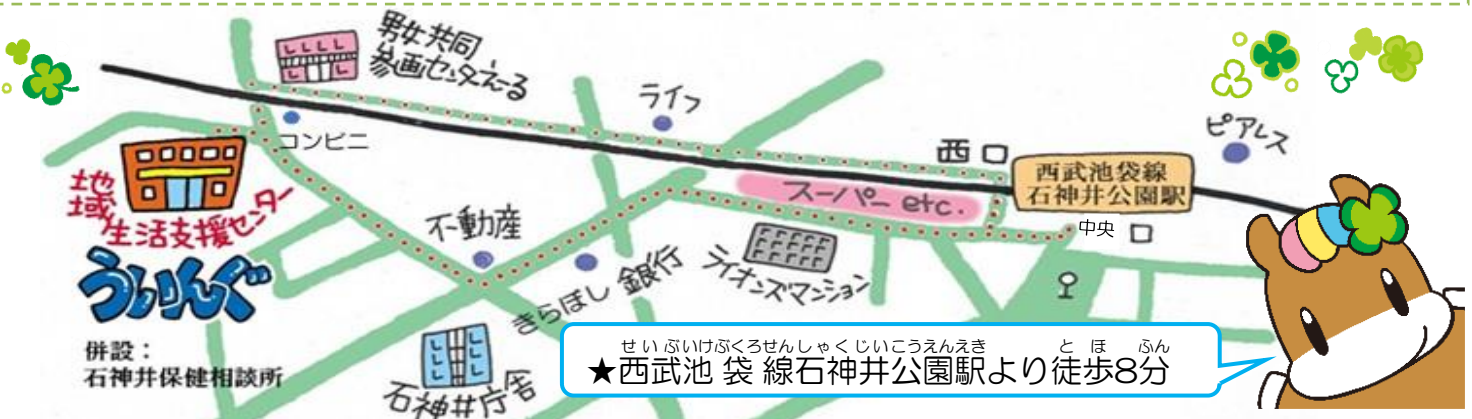 男女共同
参画センターえーる
コンビニ
ライフ
西口
ピアレス
西武池袋線
石神井公園駅
スーパー etc.
中央口
地域
生活支援センター
ういんぐ
不動産
きらぼし銀行
ライオンズマンション
併設：
石神井保健相談所
石神井庁舎
せいぶいけぶくろせんしゃくじいこうえんえき とほ ふん
★西武池袋線石神井公園駅より徒歩8分